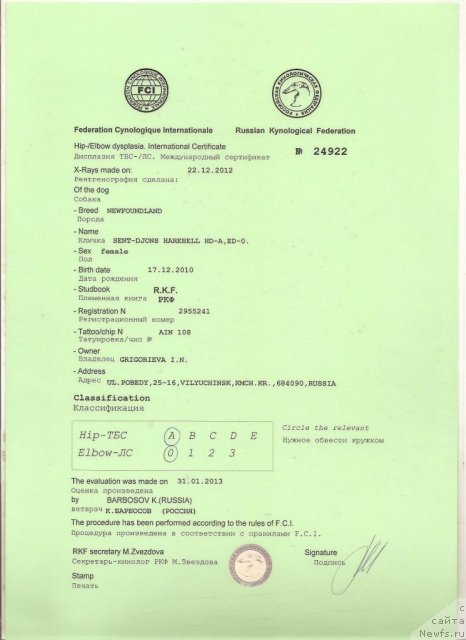 FCI
Federation Cynologique Internationale Russian Kynological Federation
Hip-/Elbow dysplasia. International Certificate
Дисплазия ТБС-/ЛС. Международный сертификат
№ 24922
X-Rays made on: 22.12.2012
Рентгенография сделана:
Of the dog
Собака
- Breed NEWFOUNDLAND
Порода
- Name
Кличка SENT-DJONS HAREBELL HD-A,ED-0.
- Sex female
Пол
- Birth date 17.12.2010
Дата рождения
- Studbook R.K.F.
Племенная книга РКФ
- Registration N 2955241
Регистрационный номер
- Tattoo/chip N AIN 108
Татуировка/чип №
- Owner
Владелец GRIGORIEVA I.N.
- Address
Адрес UL.POBEDY,25-16,VILYUCHINSK,KMCH.KR.,684090,RUSSIA
Classification
Классификация
Hip-ТБС A B C D E
Elbow-ЛС 0 1 2 3
Circle the relevant
Нужное обвести кружком
The evaluation was made on 31.01.2013
Оценка произведена
by BARBOSOV K.(RUSSIA)
ветврач К.БАРБОСОВ (РОССИЯ)
The procedure has been performed according to the rules of F.C.I.
Процедура произведена в соответствии с правилами F.C.I.
RKF secretary M.Zvezdova Signature
Секретарь-кинолог РКФ М.Звездова Подпись
Stamp
Печать
с
сайта
Newfs.ru